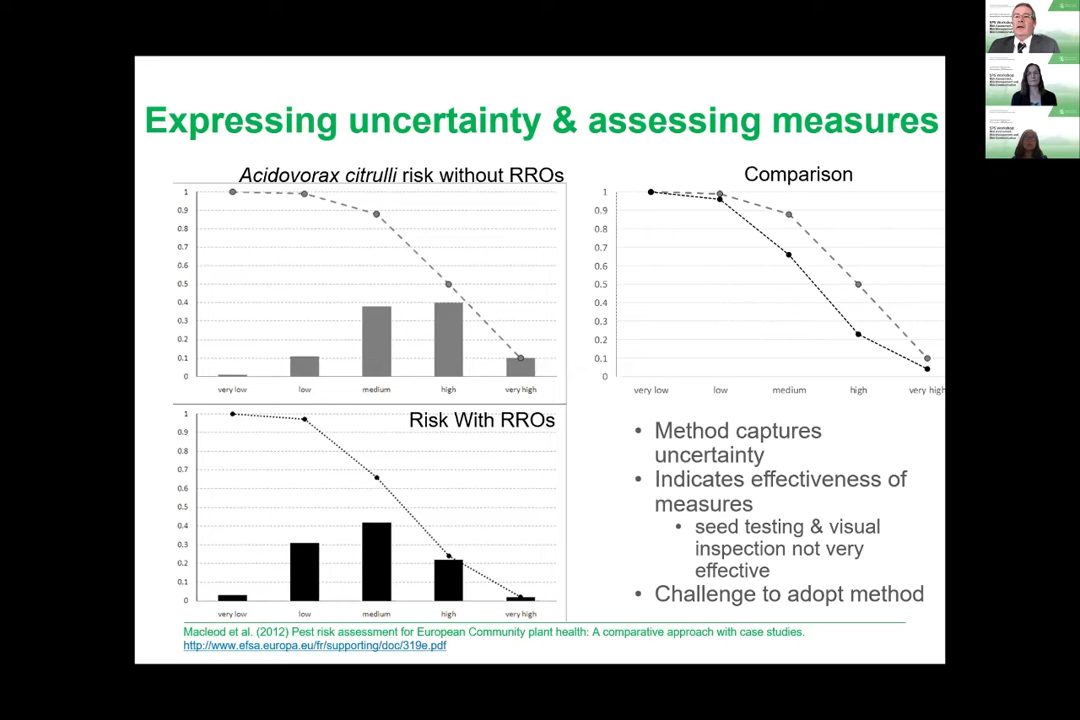 Expressing uncertainty & assessing measures
Acidovorax citrulli risk without RROs
1
0.9
0.8
0.7
0.6
0.5
0.4
0.3
0.2
0.1
0
very low low medium high very high
Risk With RROs
1
0.9
0.8
0.7
0.6
0.5
0.4
0.3
0.2
0.1
0
very low low medium high very high
Comparison
1
0.9
0.8
0.7
0.6
0.5
0.4
0.3
0.2
0.1
0
very low low medium high very high
• Method captures
uncertainty
• Indicates effectiveness of
measures
• seed testing & visual
inspection not very
effective
• Challenge to adopt method
Macleod et al. (2012) Pest risk assessment for European Community plant health: A comparative approach with case studies.
http://www.efsa.europa.eu/fr/supporting/doc/319e.pdf